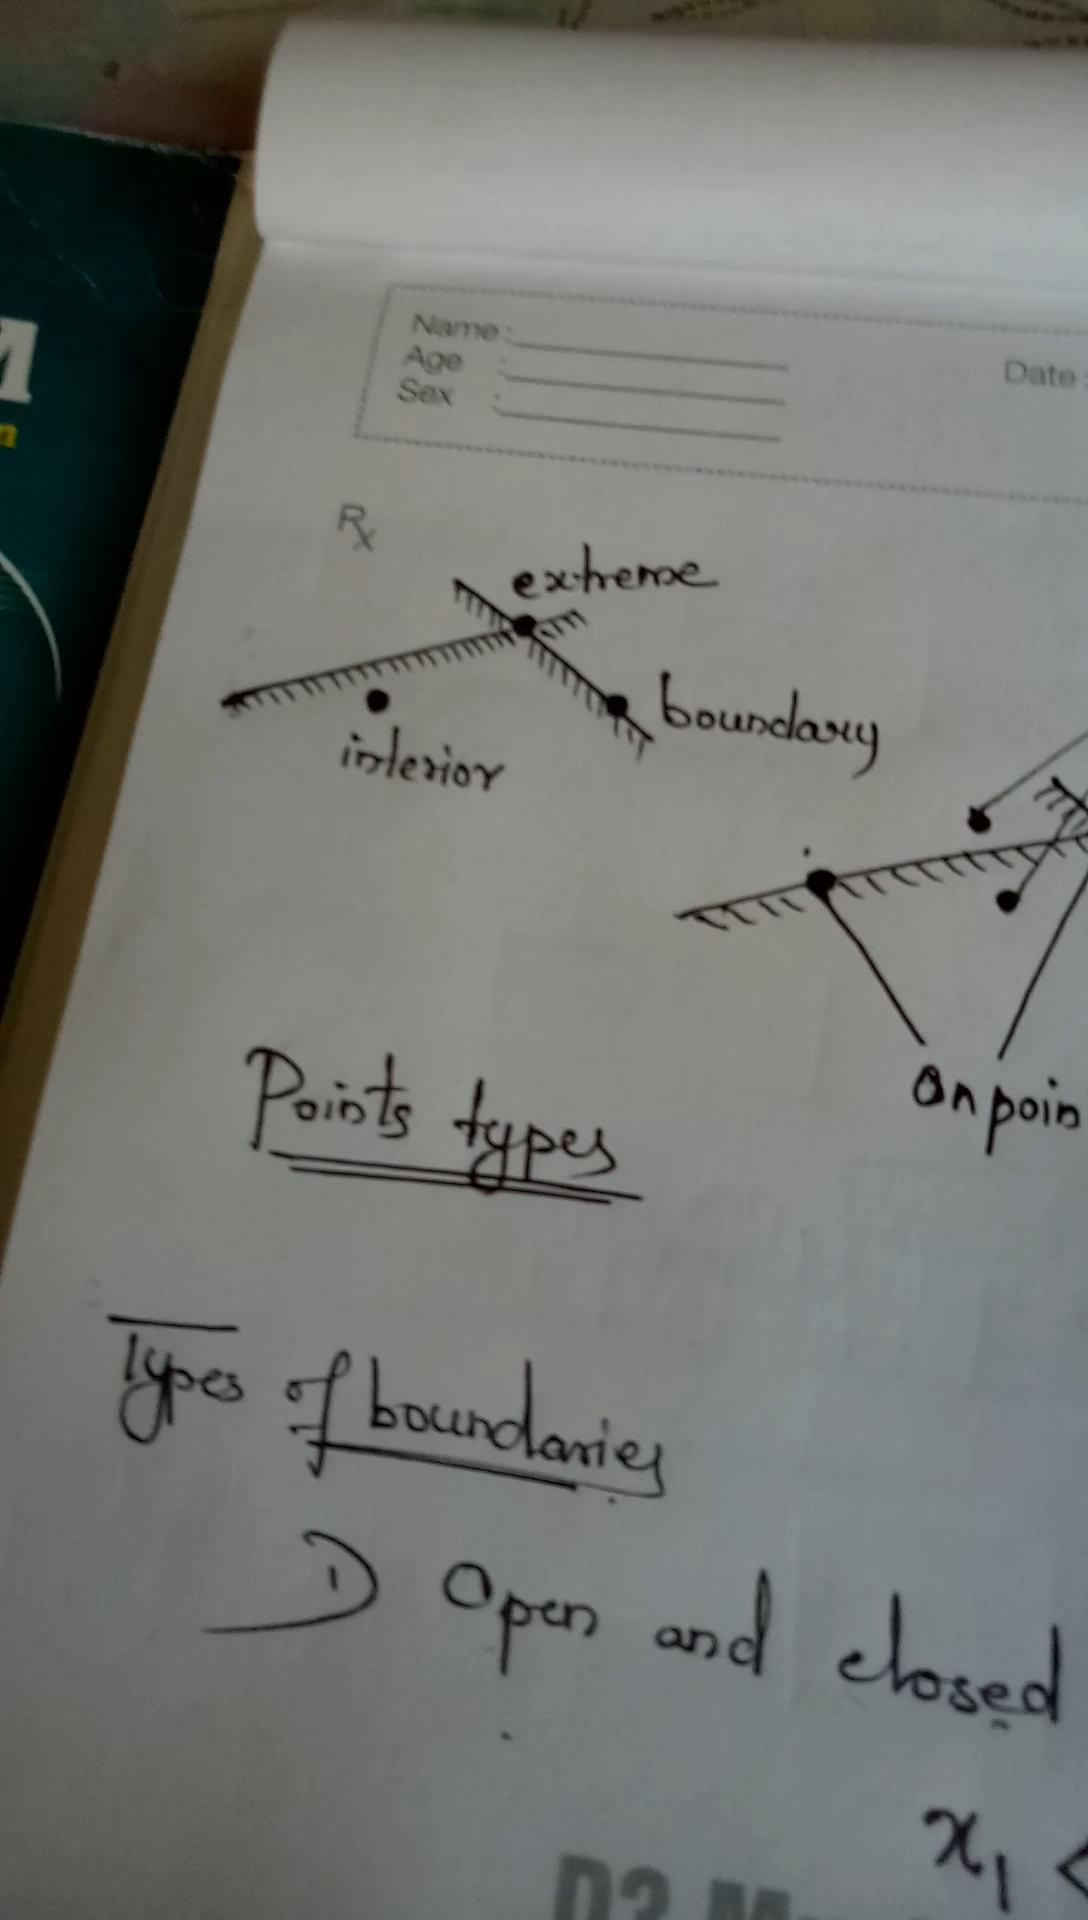 Name :
Age :
Sex :
Date :
Rx
extreme
boundary
interior
On poin
Points types
Types of boundaries
1) Open and closed
x₁ <